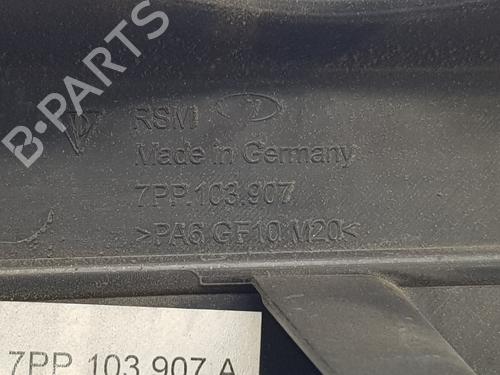 RSM
Made in Germany
7PP.103.907
>PA6 GF10 M20<
7PP 103 907 A
B-PARTS